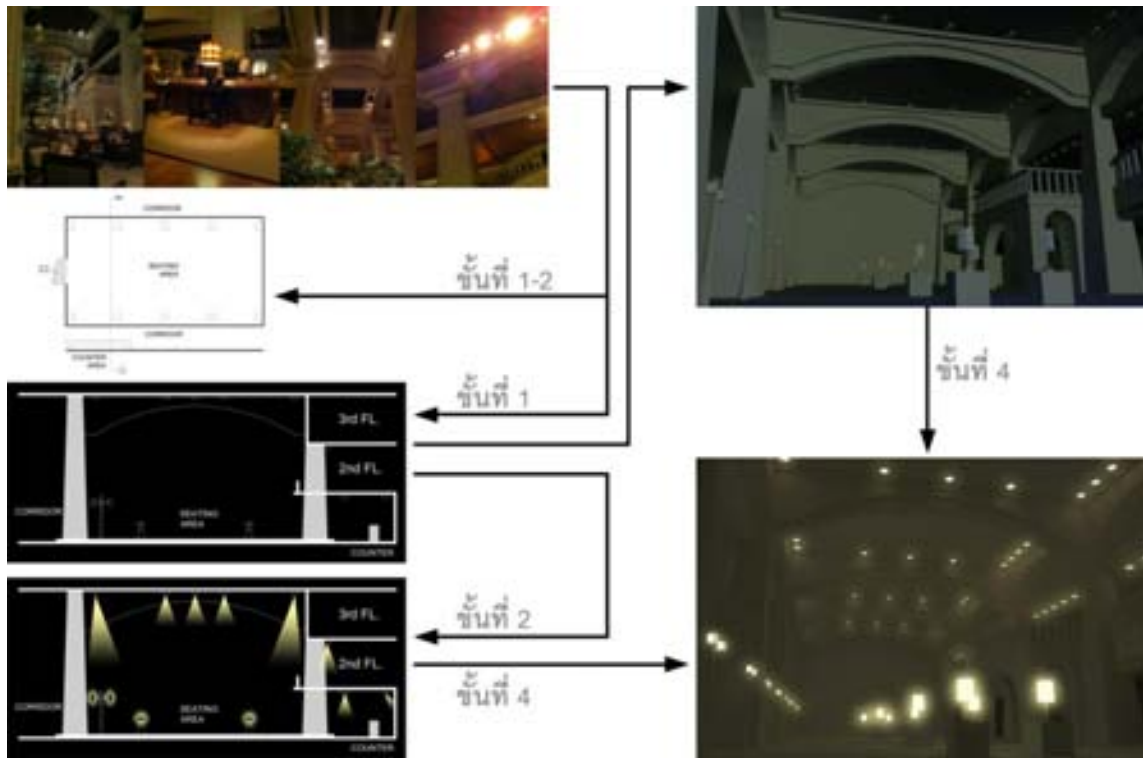 CORRIDOR
SEATING
AREA
CORRIDOR
COUNTER
AREA
ขั้นที่ 1-2
ขั้นที่ 1
3rd FL.
2nd FL.
CORRIDOR
SEATING
AREA
COUNTER
ขั้นที่ 2
3rd FL.
2nd FL.
CORRIDOR
SEATING
AREA
COUNTER
ขั้นที่ 4
ขั้นที่ 4